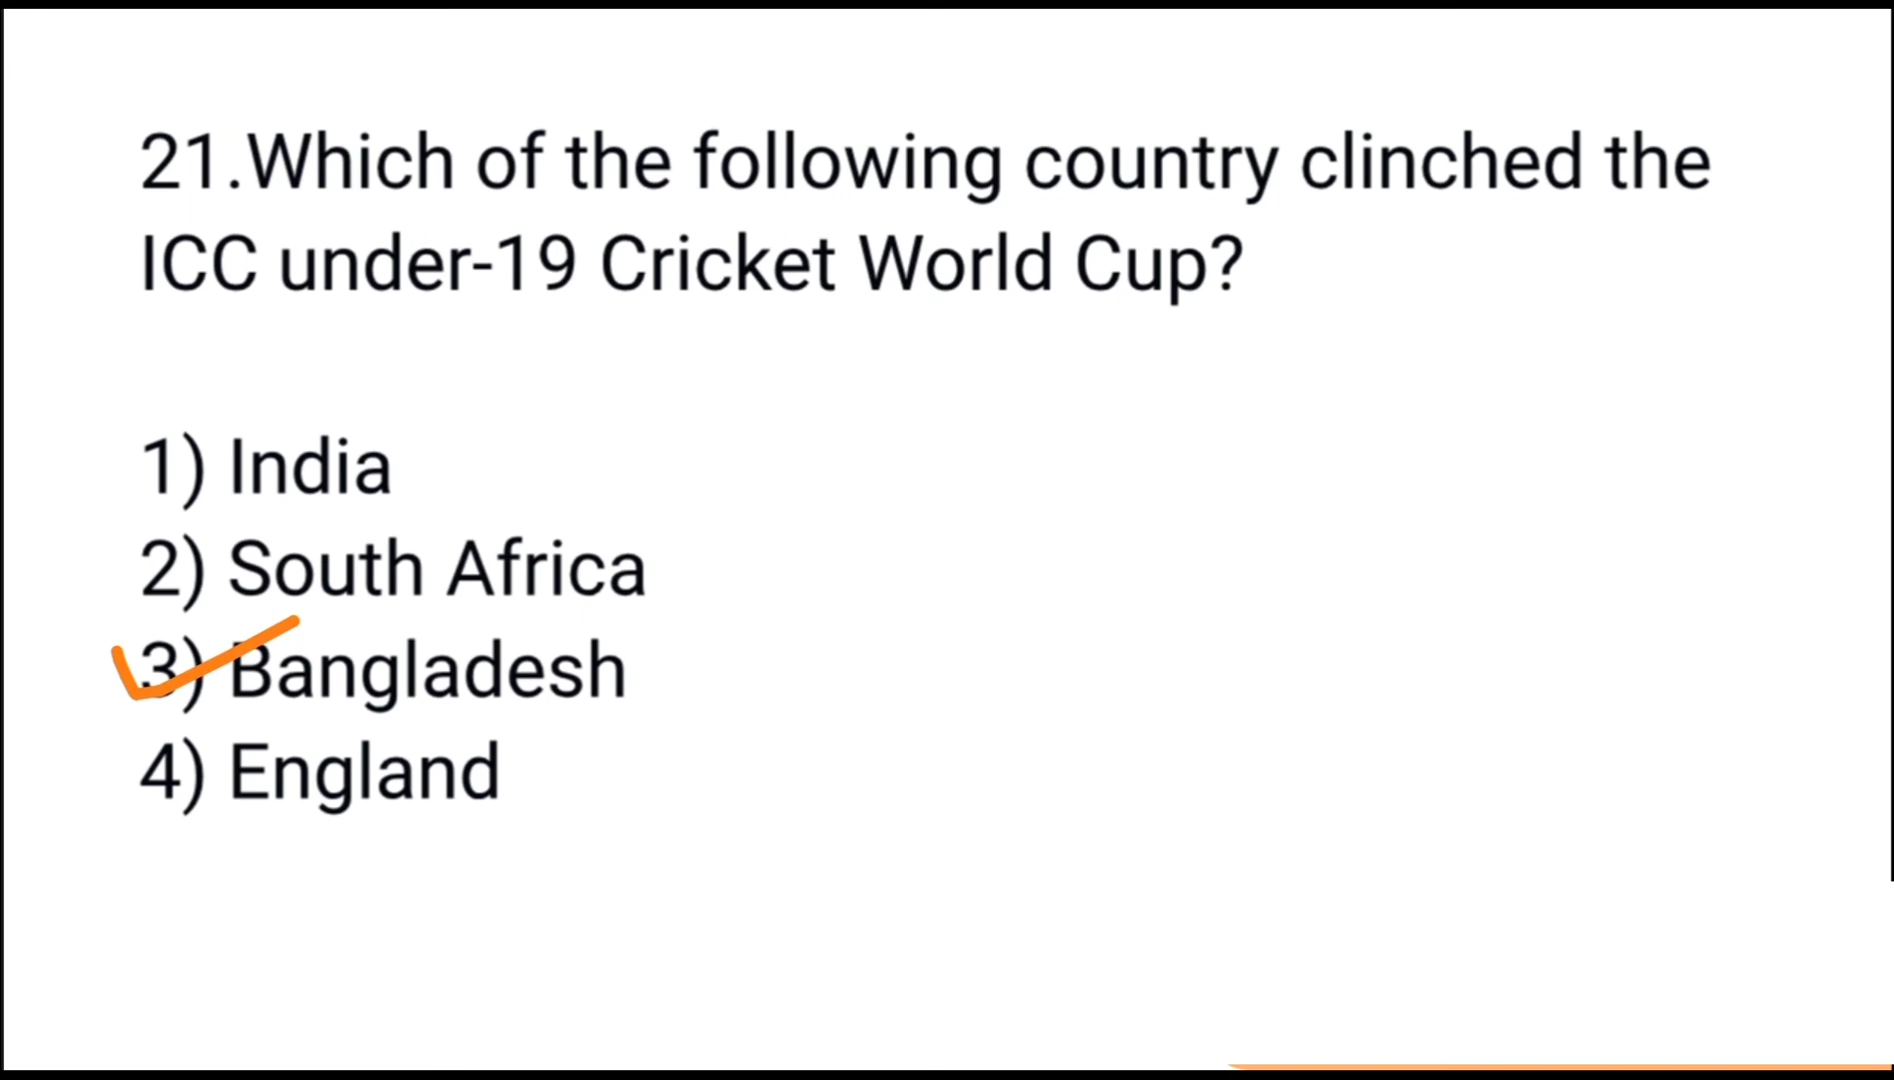 21.Which of the following country clinched the
ICC under-19 Cricket World Cup?
1) India
2) South Africa
3) Bangladesh
4) England